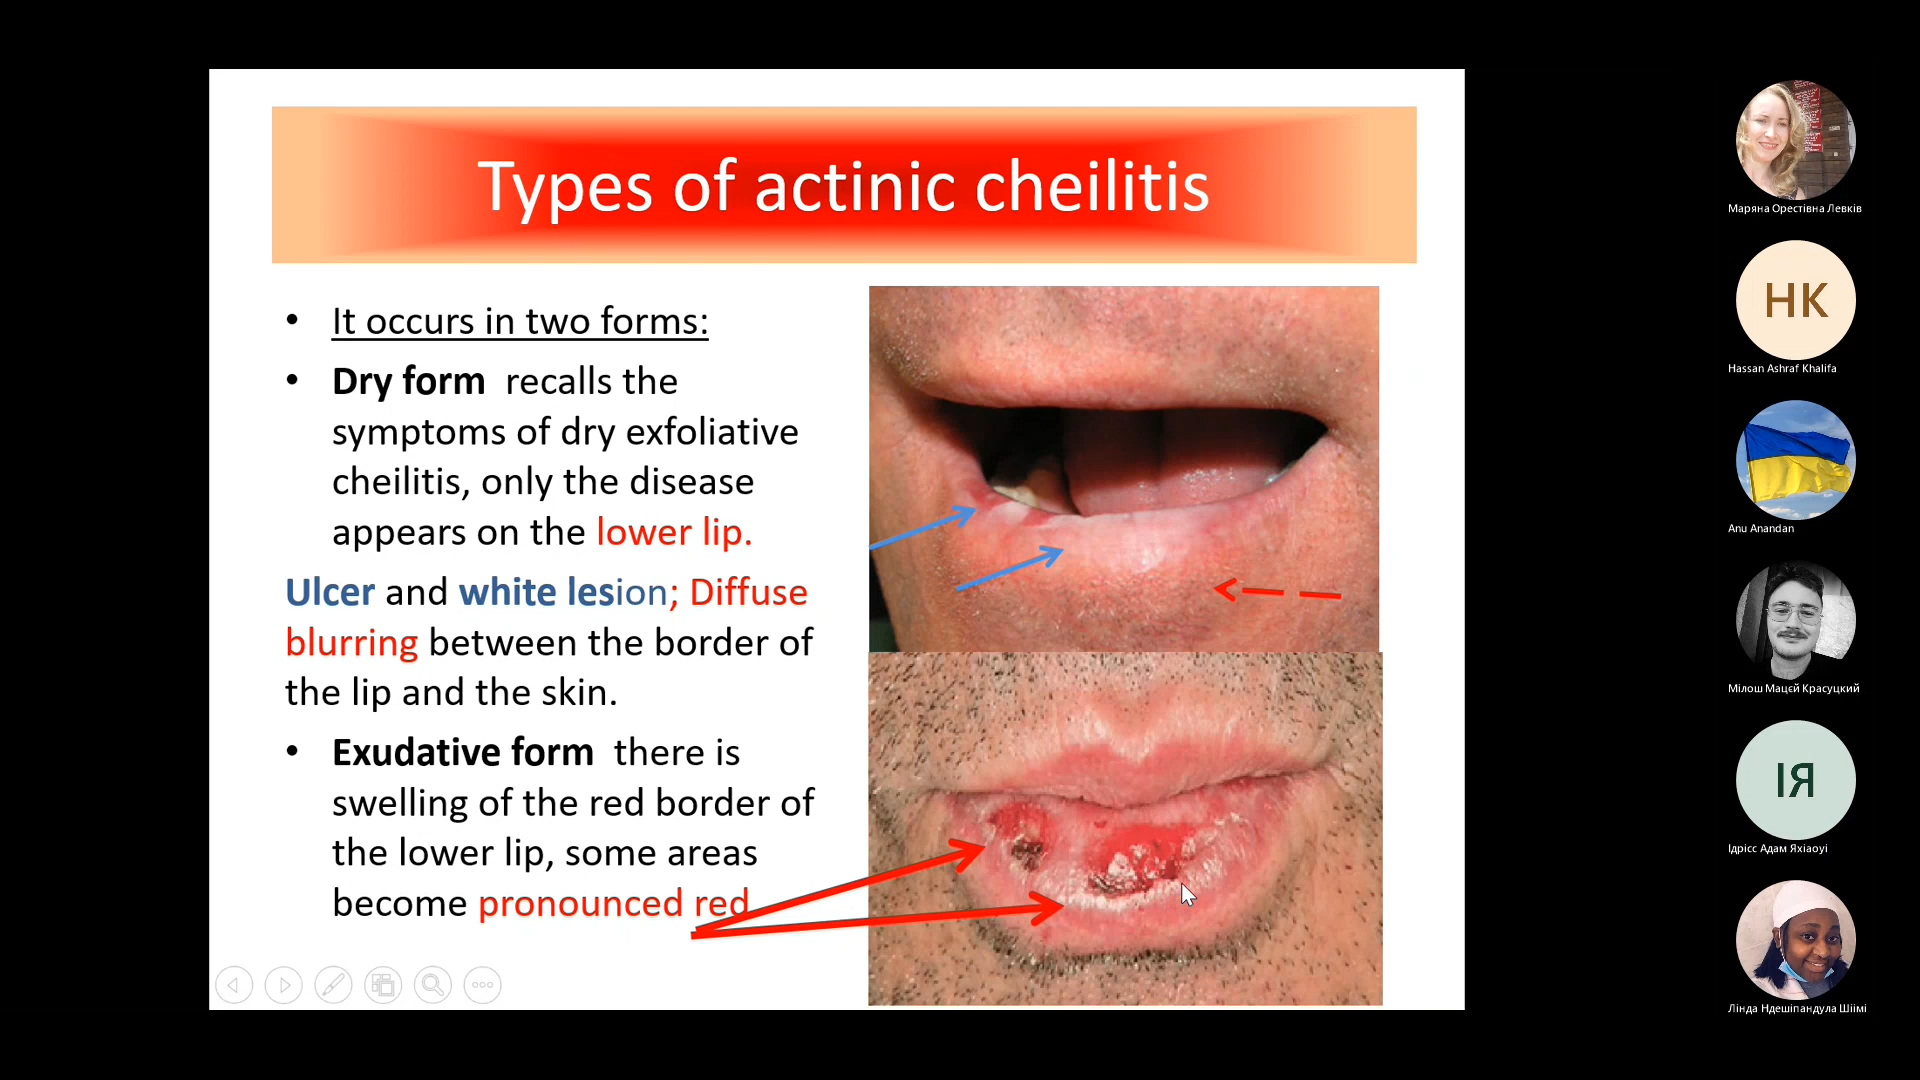 Types of actinic cheilitis
• It occurs in two forms:
• Dry form recalls the
symptoms of dry exfoliative
cheilitis, only the disease
appears on the lower lip.
Ulcer and white lesion; Diffuse
blurring between the border of
the lip and the skin.
• Exudative form there is
swelling of the red border of
the lower lip, some areas
become pronounced red
Маряна Орестівна Левків
HK
Hassan Ashraf Khalifa
Anu Anandan
Мілош Мацєй Красуцкий
ІЯ
Ідрісс Адам Яхіаоуі
Лінда Ндешіпандула Шіімі